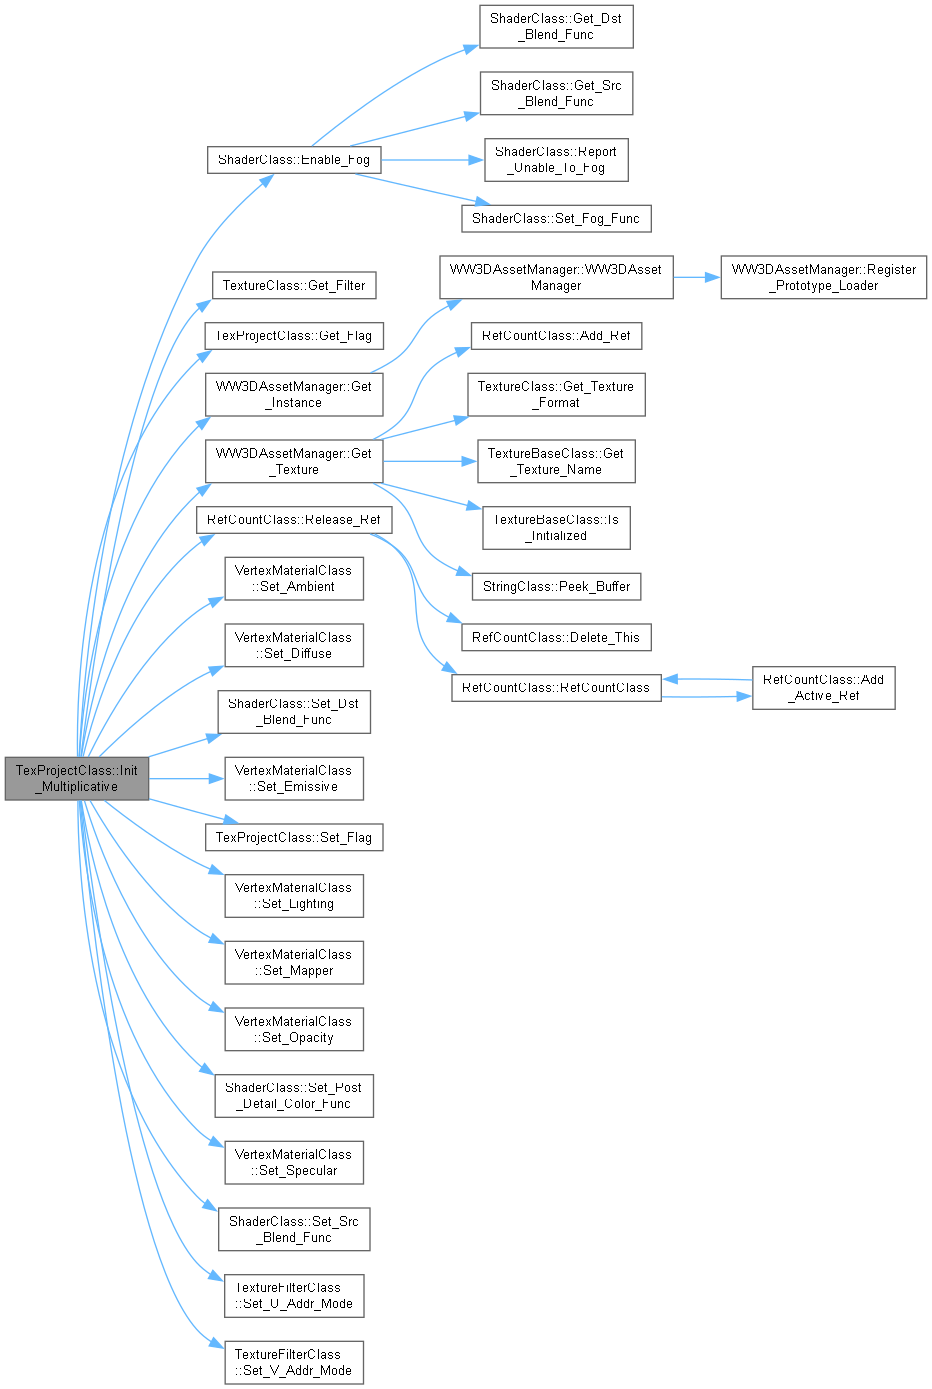 ShaderClass::Get_Dst
_Blend_Func
ShaderClass::Get_Src
_Blend_Func
ShaderClass::Enable_Fog
ShaderClass::Report
_Unable_To_Fog
ShaderClass::Set_Fog_Func
TextureClass::Get_Filter
WW3DAssetManager::WW3DAsset
Manager
WW3DAssetManager::Register
_Prototype_Loader
TexProjectClass::Get_Flag
RefCountClass::Add_Ref
WW3DAssetManager::Get
_Instance
TextureClass::Get_Texture
_Format
WW3DAssetManager::Get
_Texture
TextureBaseClass::Get
_Texture_Name
RefCountClass::Release_Ref
TextureBaseClass::Is
_Initialized
VertexMaterialClass
::Set_Ambient
StringClass::Peek_Buffer
VertexMaterialClass
::Set_Diffuse
RefCountClass::Delete_This
RefCountClass::RefCountClass
RefCountClass::Add
_Active_Ref
ShaderClass::Set_Dst
_Blend_Func
TexProjectClass::Init
_Multiplicative
VertexMaterialClass
::Set_Emissive
TexProjectClass::Set_Flag
VertexMaterialClass
::Set_Lighting
VertexMaterialClass
::Set_Mapper
VertexMaterialClass
::Set_Opacity
ShaderClass::Set_Post
_Detail_Color_Func
VertexMaterialClass
::Set_Specular
ShaderClass::Set_Src
_Blend_Func
TextureFilterClass
::Set_U_Addr_Mode
TextureFilterClass
::Set_V_Addr_Mode